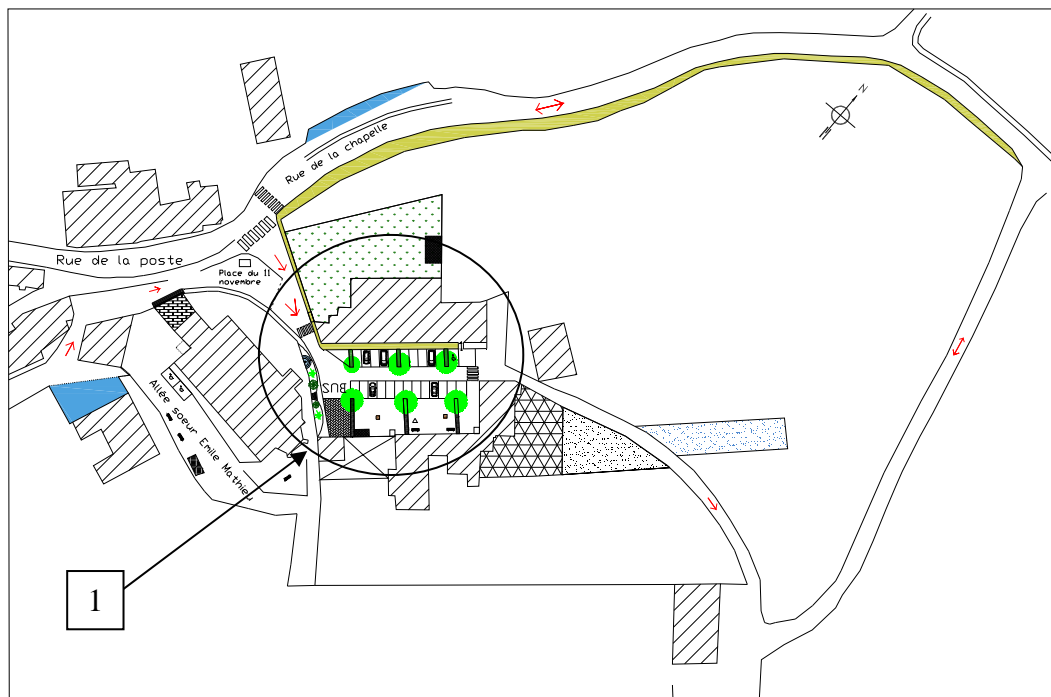 N
Rue de la chapelle
Rue de la poste
Place du 11
novembre
BUS
Allée soeur Emile Mathieu
1